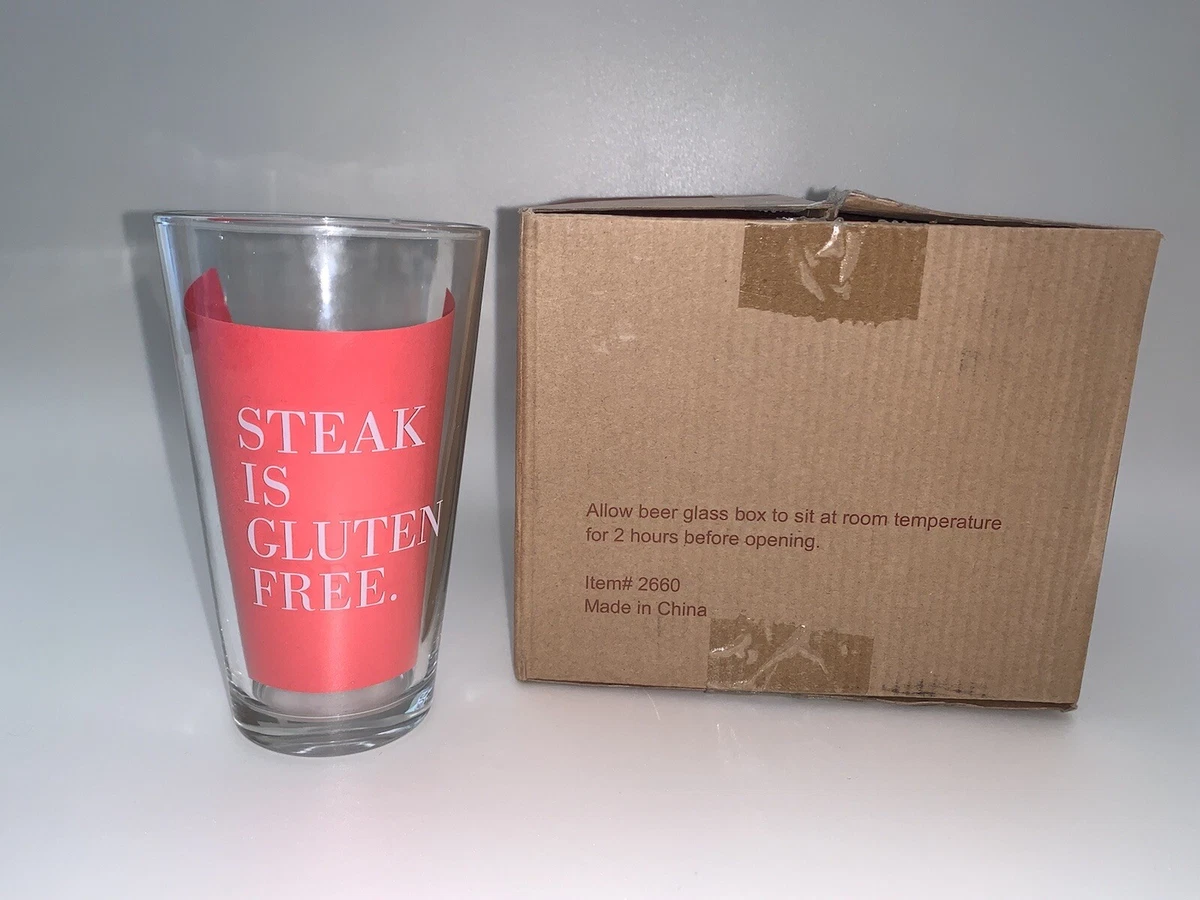 STEAK
IS
GLUTEN
FREE.
Allow beer glass box to sit at room temperature
for 2 hours before opening.
Item# 2660
Made in China